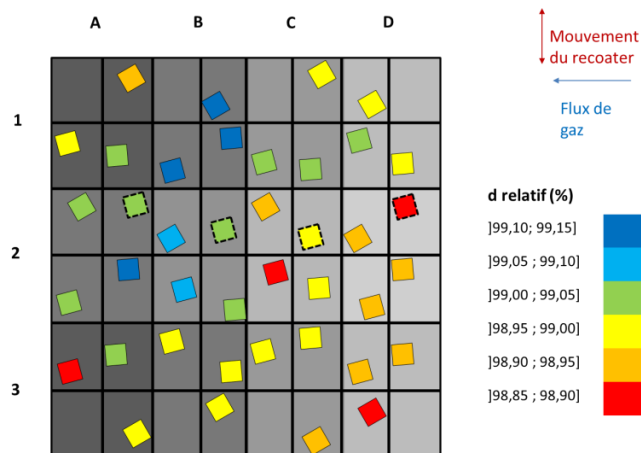 A B C D
Mouvement
du recoater
1
Flux de
gaz
d relatif (%)
]99,10; 99,15]
]99,05 ; 99,10]
2
]99,00 ; 99,05]
]98,95 ; 99,00]
]98,90 ; 98,95]
3
]98,85 ; 98,90]